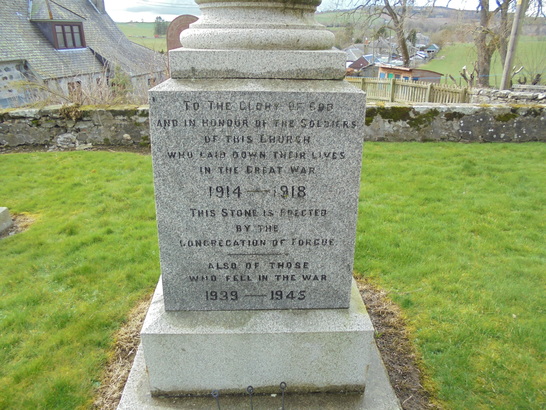 To The Glory Of God
And in Honour of the Soldiers
of this Church
who laid down their lives
in the Great War
1914 — 1918
This Stone is Erected
by the
Congregation of Forgue
Also of those
who fell in the War
1939 — 1945